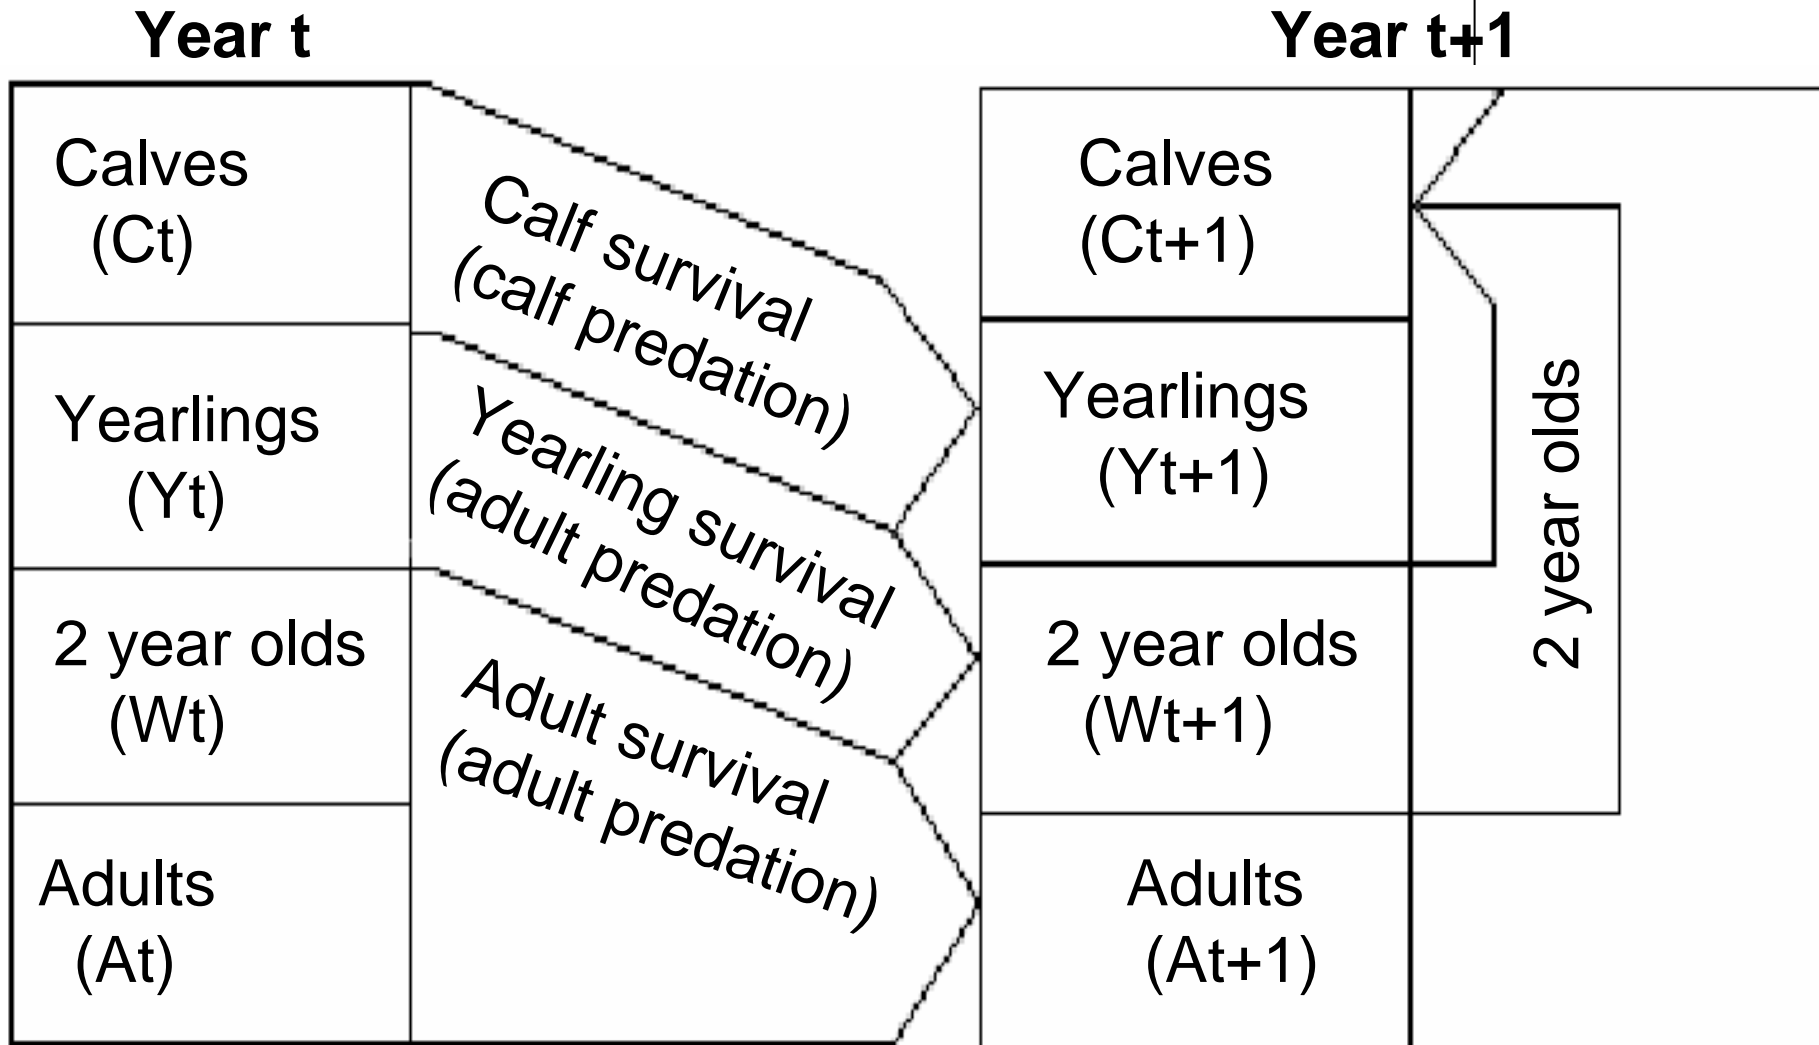 Year t
Year t+1
Calves
(Ct)
Yearlings
(Yt)
2 year olds
(Wt)
Adults
(At)
Calf survival
(calf predation)
Yearling survival
(adult predation)
Adult survival
(adult predation)
Calves
(Ct+1)
Yearlings
(Yt+1)
2 year olds
(Wt+1)
Adults
(At+1)
2 year olds